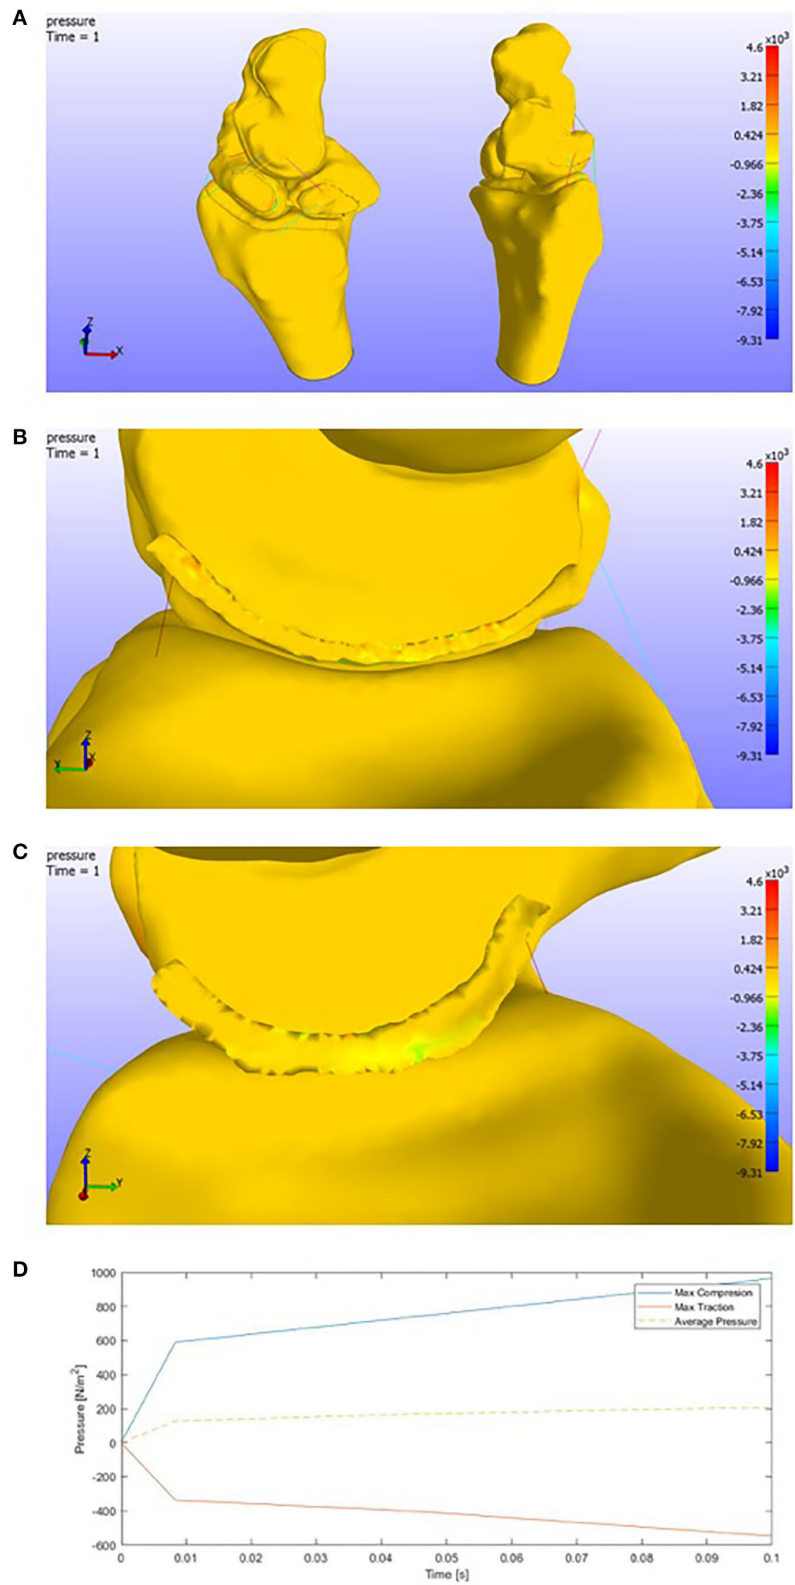 A
pressure
Time = 1
×10³
4.6
3.21
1.82
0.424
-0.966
-2.36
-3.75
-5.14
-6.53
-7.92
-9.31
Z
X
B
pressure
Time = 1
×10³
4.6
3.21
1.82
0.424
-0.966
-2.36
-3.75
-5.14
-6.53
-7.92
-9.31
Z
Y
X
C
pressure
Time = 1
×10³
4.6
3.21
1.82
0.424
-0.966
-2.36
-3.75
-5.14
-6.53
-7.92
-9.31
Z
Y
D
1000
800
600
400
200
0
-200
-400
-600
Pressure [N/m²]
Max Compresion
Max Traction
Average Pressure
0 0.01 0.02 0.03 0.04 0.05 0.06 0.07 0.08 0.09 0.1
Time [s]